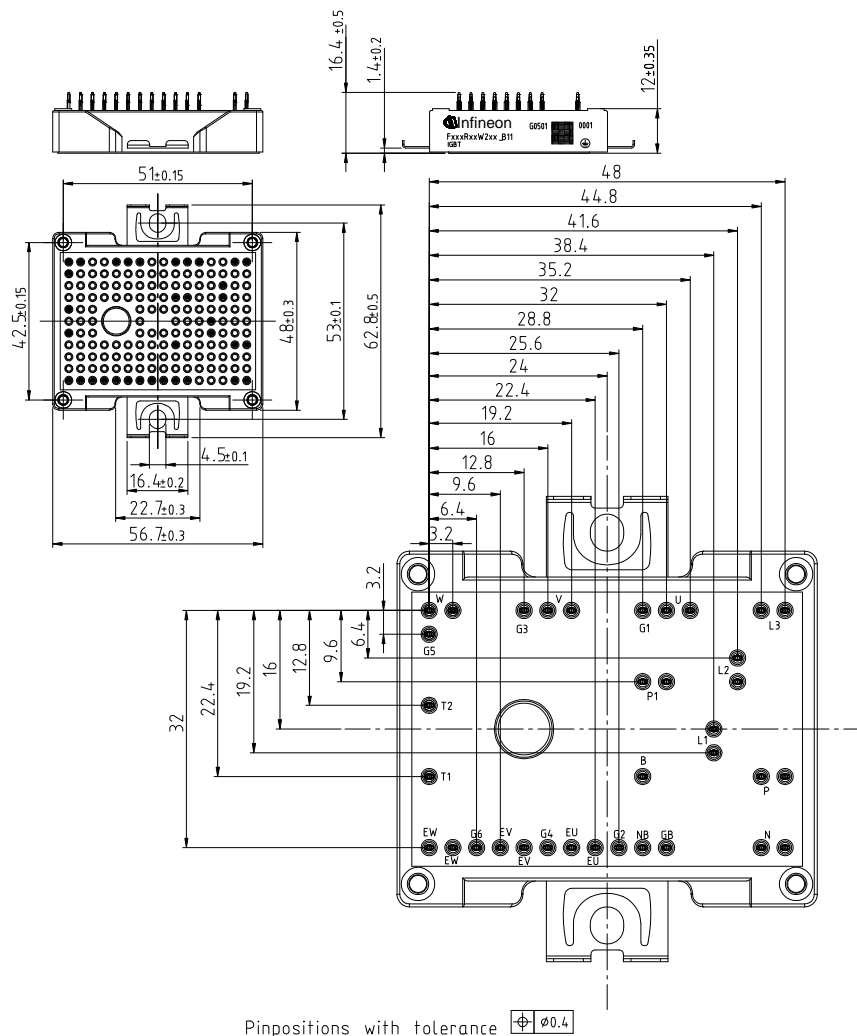 16.4 ±0.5
1.4±0.2
12±0.35
Infineon
G0501
0001
FxxxRxxW2xx_B11
IGBT
51±0.15
42.5±0.15
48±0.3
53±0.1
62.8±0.5
4.5±0.1
16.4±0.2
22.7±0.3
56.7±0.3
48
44.8
41.6
38.4
35.2
32
28.8
25.6
24
22.4
19.2
16
12.8
9.6
6.4
3.2
3.2
6.4
9.6
12.8
16
19.2
22.4
32
W
V
U
G3
G1
L3
G5
L2
P1
T2
L1
T1
B
P
EW
G6
EV
G4
EU
G2
NB
GB
N
EW
EV
EU
Pinpositions with tolerance ⌖ ø0.4